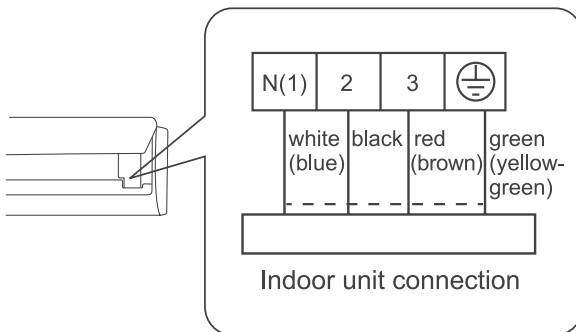 N(1) 2 3
white black red green
(blue) (brown) (yellow-
green)
Indoor unit connection